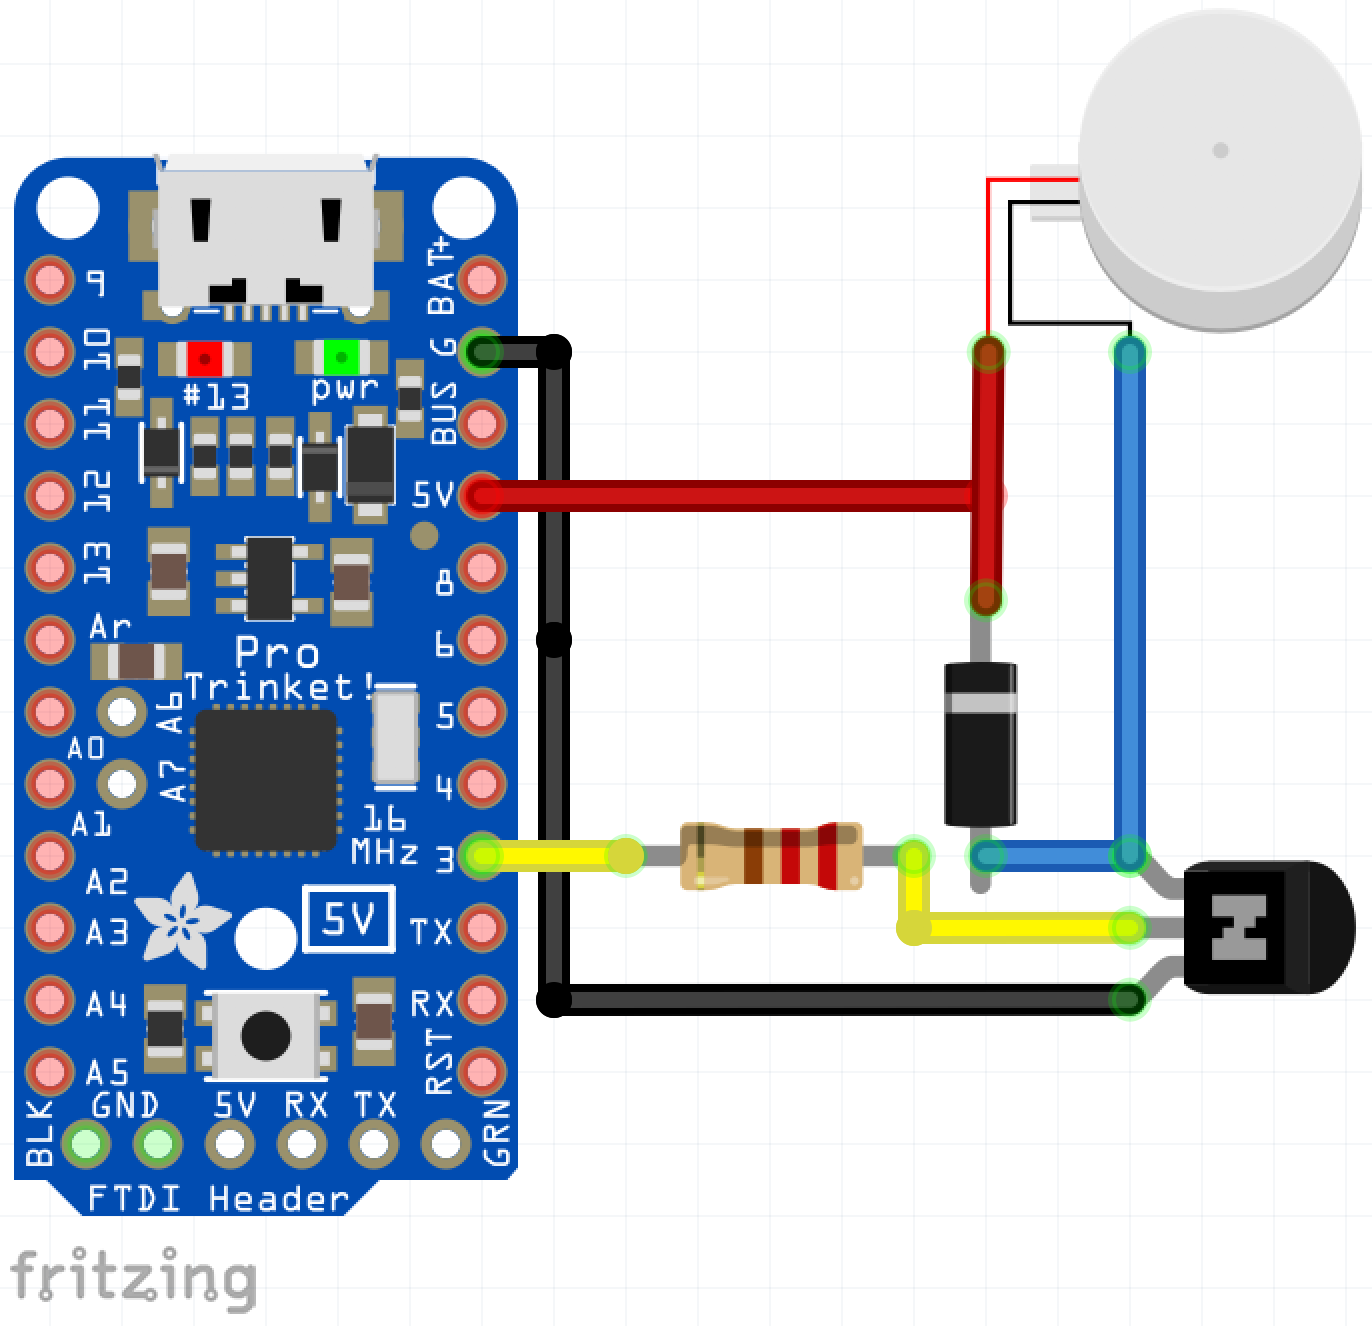 9
BAT+
10
G
#13
pwr
11
BUS
12
5V
13
8
Ar
6
Pro
Trinket!
A6
5
A0
A7
4
A1
16
MHz
3
A2
5V
A3
TX
A4
RX
A5
RST
BLK
GND
5V
RX
TX
GRN
FTDI Header
N
fritzing